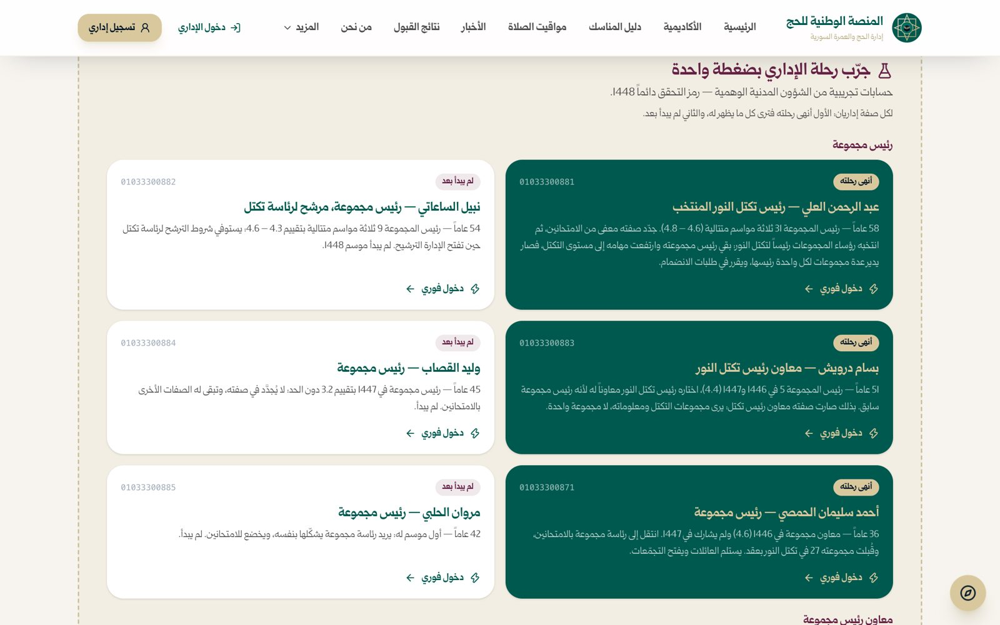 المنصة الوطنية للحج
إدارة الحج والعمرة السورية
الرئيسية
الأكاديمية
دليل المناسك
مواقيت الصلاة
الأخبار
نتائج القبول
من نحن
المزيد
دخول الإداري
تسجيل إداري
جرّب رحلة الإداري بضغطة واحدة
حسابات تجريبية من الشؤون المدنية الوهمية — رمز التحقق دائماً 1448.
لكل صفة إداريان: الأول أنهى رحلته فترى كل ما يظهر له، والثاني لم يبدأ بعد.
رئيس مجموعة
أنهى رحلته
01033300881
عبد الرحمن العلي — رئيس تكتل النور المنتخب
58 عاماً — رئيس المجموعة 31 ثلاثة مواسم متتالية (4.6 – 4.8). جدّد صفته معفى من الامتحانين، ثم
انتخبه رؤساء المجموعات رئيساً لتكتل النور: بقي رئيس مجموعته وارتفعت مهامه إلى مستوى التكتل، فصار
يدير عدة مجموعات لكل واحدة رئيسها، ويقرر في طلبات الانضمام.
دخول فوري
لم يبدأ بعد
01033300882
نبيل الساعاتي — رئيس مجموعة، مرشح لرئاسة تكتل
54 عاماً — رئيس المجموعة 9 ثلاثة مواسم متتالية بتقييم 4.3 – 4.6: يستوفي شروط الترشح لرئاسة تكتل
حين تفتح الإدارة الترشيح. لم يبدأ موسم 1448.
دخول فوري
أنهى رحلته
01033300883
بسام درويش — معاون رئيس تكتل النور
51 عاماً — رئيس المجموعة 5 في 1446 و1447 (4.4)، اختاره رئيس تكتل النور معاوناً له لأنه رئيس مجموعة
سابق. بذلك صارت صفته معاون رئيس تكتل: يرى مجموعات التكتل ومعلوماته، لا مجموعة واحدة.
دخول فوري
لم يبدأ بعد
01033300884
وليد القصاب — رئيس مجموعة
45 عاماً — رئيس مجموعة في 1447 بتقييم 3.2 دون الحد: لا يُجدَّد في صفته، وتبقى له الصفات الأخرى
بالامتحانين. لم يبدأ.
دخول فوري
أنهى رحلته
01033300871
أحمد سليمان الحمصي — رئيس مجموعة
36 عاماً — معاون مجموعة في 1446 (4.6) ولم يشارك في 1447. انتقل إلى رئاسة مجموعة بالامتحانين،
وقُبلت مجموعته 27 في تكتل النور بعقد. يستلم العائلات ويفتح التجمّعات.
دخول فوري
لم يبدأ بعد
01033300885
مروان الحلبي — رئيس مجموعة
42 عاماً — أول موسم له: يريد رئاسة مجموعة يشكّلها بنفسه، ويخضع للامتحانين. لم يبدأ.
دخول فوري
معاون رئيس مجموعة